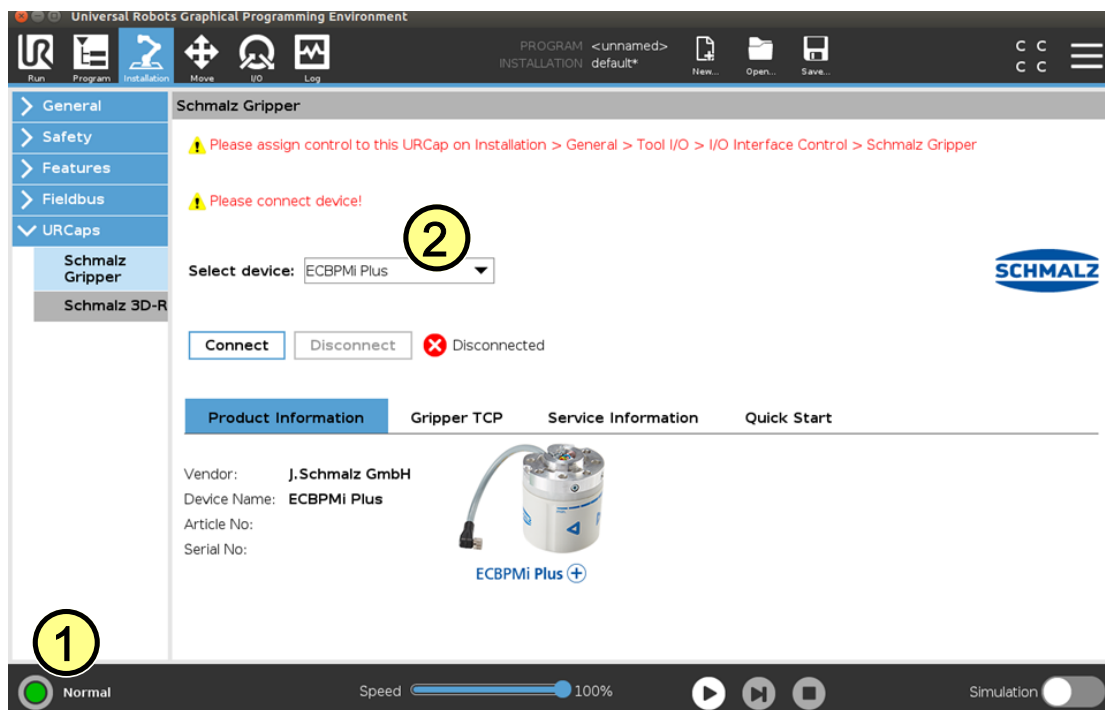 Universal Robots Graphical Programming Environment
Run Program Installation Move I/O Log
PROGRAM <unnamed>
INSTALLATION default*
New... Open... Save...
C C
C C
General
Safety
Features
Fieldbus
URCaps
Schmalz
Gripper
Schmalz 3D-R
Schmalz Gripper
Please assign control to this URCap on Installation > General > Tool I/O > I/O Interface Control > Schmalz Gripper
Please connect device!
2
Select device: ECBPMi Plus
SCHMALZ
Connect Disconnect Disconnected
Product Information Gripper TCP Service Information Quick Start
Vendor: J.Schmalz GmbH
Device Name: ECBPMi Plus
Article No:
Serial No:
ECBPMi Plus
1
Normal
Speed 100%
Simulation